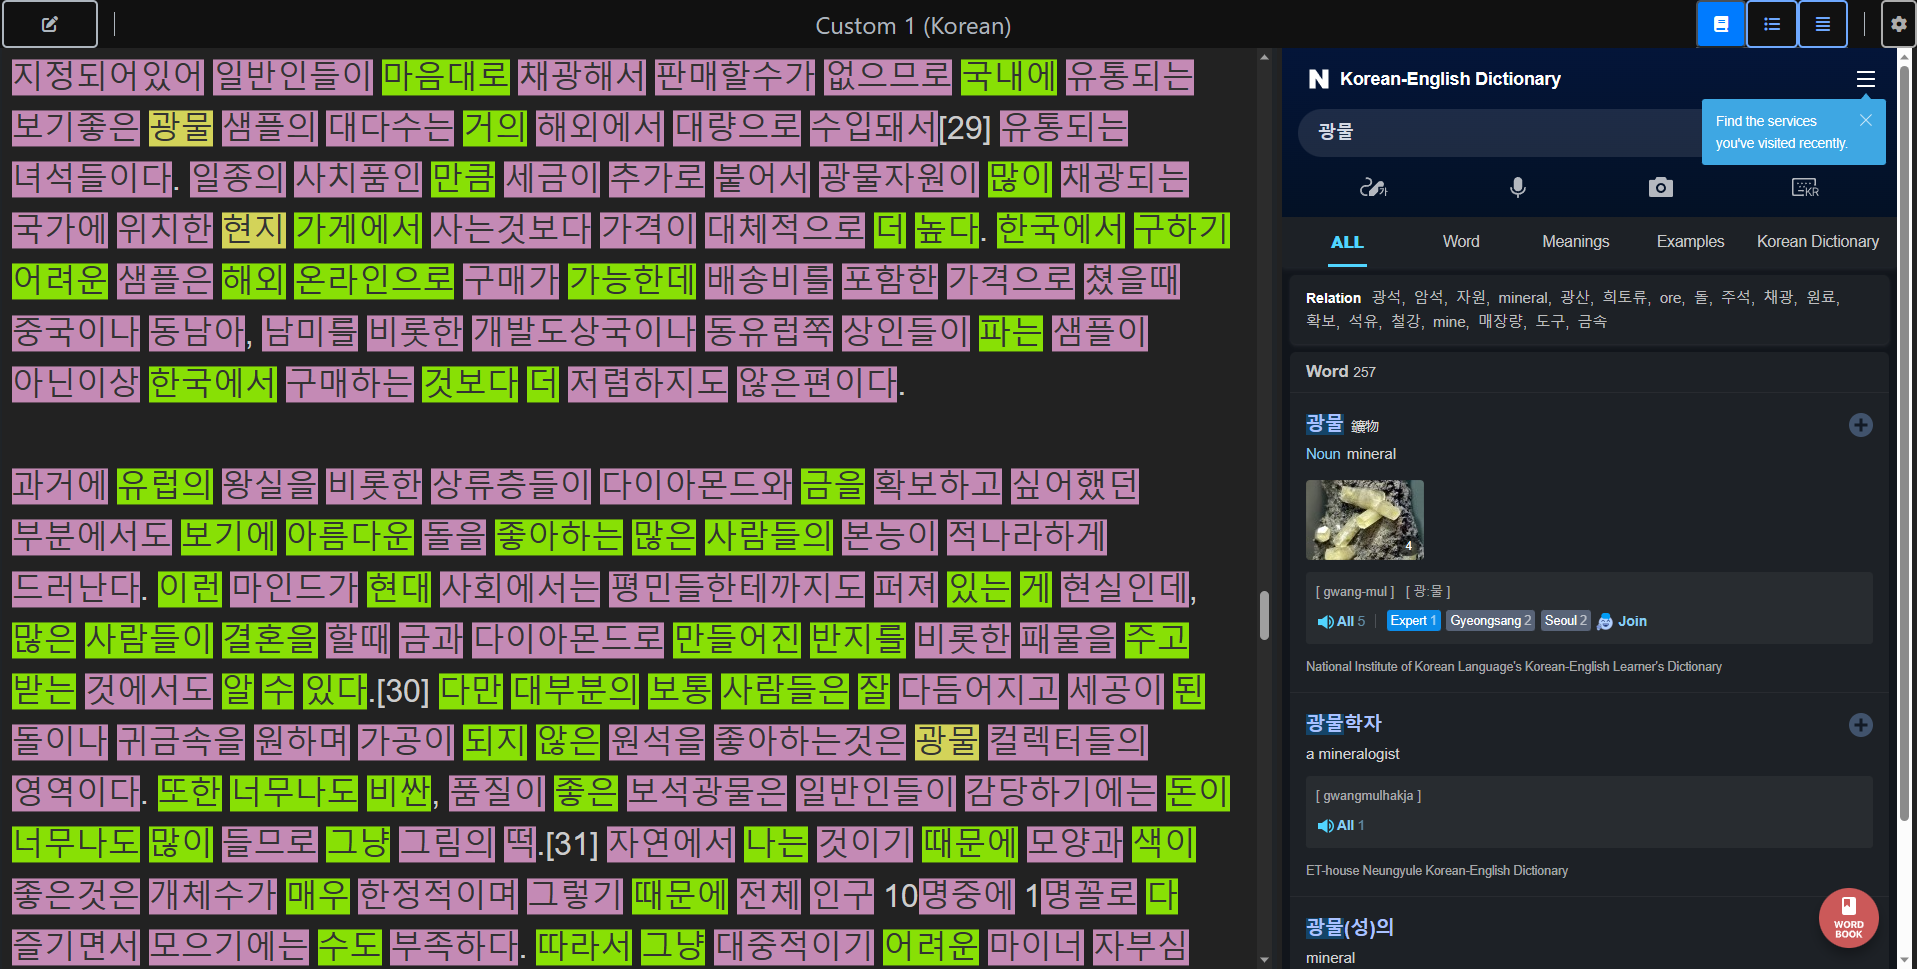 Custom 1 (Korean)
지정되어있어 일반인들이 마음대로 채광해서 판매할수가 없으므로 국내에 유통되는
보기좋은 광물 샘플의 대다수는 거의 해외에서 대량으로 수입돼서[29] 유통되는
녀석들이다. 일종의 사치품인 만큼 세금이 추가로 붙어서 광물자원이 많이 채광되는
국가에 위치한 현지 가게에서 사는것보다 가격이 대체적으로 더 높다. 한국에서 구하기
어려운 샘플은 해외 온라인으로 구매가 가능한데 배송비를 포함한 가격으로 쳤을때
중국이나 동남아, 남미를 비롯한 개발도상국이나 동유럽쪽 상인들이 파는 샘플이
아닌이상 한국에서 구매하는 것보다 더 저렴하지도 않은편이다.
과거에 유럽의 왕실을 비롯한 상류층들이 다이아몬드와 금을 확보하고 싶어했던
부분에서도 보기에 아름다운 돌을 좋아하는 많은 사람들의 본능이 적나라하게
드러난다. 이런 마인드가 현대 사회에서는 평민들한테까지도 퍼져 있는 게 현실인데,
많은 사람들이 결혼을 할때 금과 다이아몬드로 만들어진 반지를 비롯한 패물을 주고
받는 것에서도 알 수 있다.[30] 다만 대부분의 보통 사람들은 잘 다듬어지고 세공이 된
돌이나 귀금속을 원하며 가공이 되지 않은 원석을 좋아하는것은 광물 컬렉터들의
영역이다. 또한 너무나도 비싼, 품질이 좋은 보석광물은 일반인들이 감당하기에는 돈이
너무나도 많이 들므로 그냥 그림의 떡.[31] 자연에서 나는 것이기 때문에 모양과 색이
좋은것은 개체수가 매우 한정적이며 그렇기 때문에 전체 인구 10명중에 1명꼴로 다
즐기면서 모으기에는 수도 부족하다. 따라서 그냥 대중적이기 어려운 마이너 자부심
N Korean-English Dictionary
광물
Find the services
you've visited recently.
가
KR
ALL Word Meanings Examples Korean Dictionary
Relation 광석, 암석, 자원, mineral, 광산, 희토류, ore, 돌, 주석, 채광, 원료,
확보, 석유, 철강, mine, 매장량, 도구, 금속
Word 257
광물 鑛物
Noun mineral
4
[ gwang-mul ] [ 광ː물 ]
All 5 Expert 1 Gyeongsang 2 Seoul 2 Join
National Institute of Korean Language's Korean-English Learner's Dictionary
광물학자
a mineralogist
[ gwangmulhakja ]
All 1
ET-house Neungyule Korean-English Dictionary
광물(성)의
mineral
WORD
BOOK